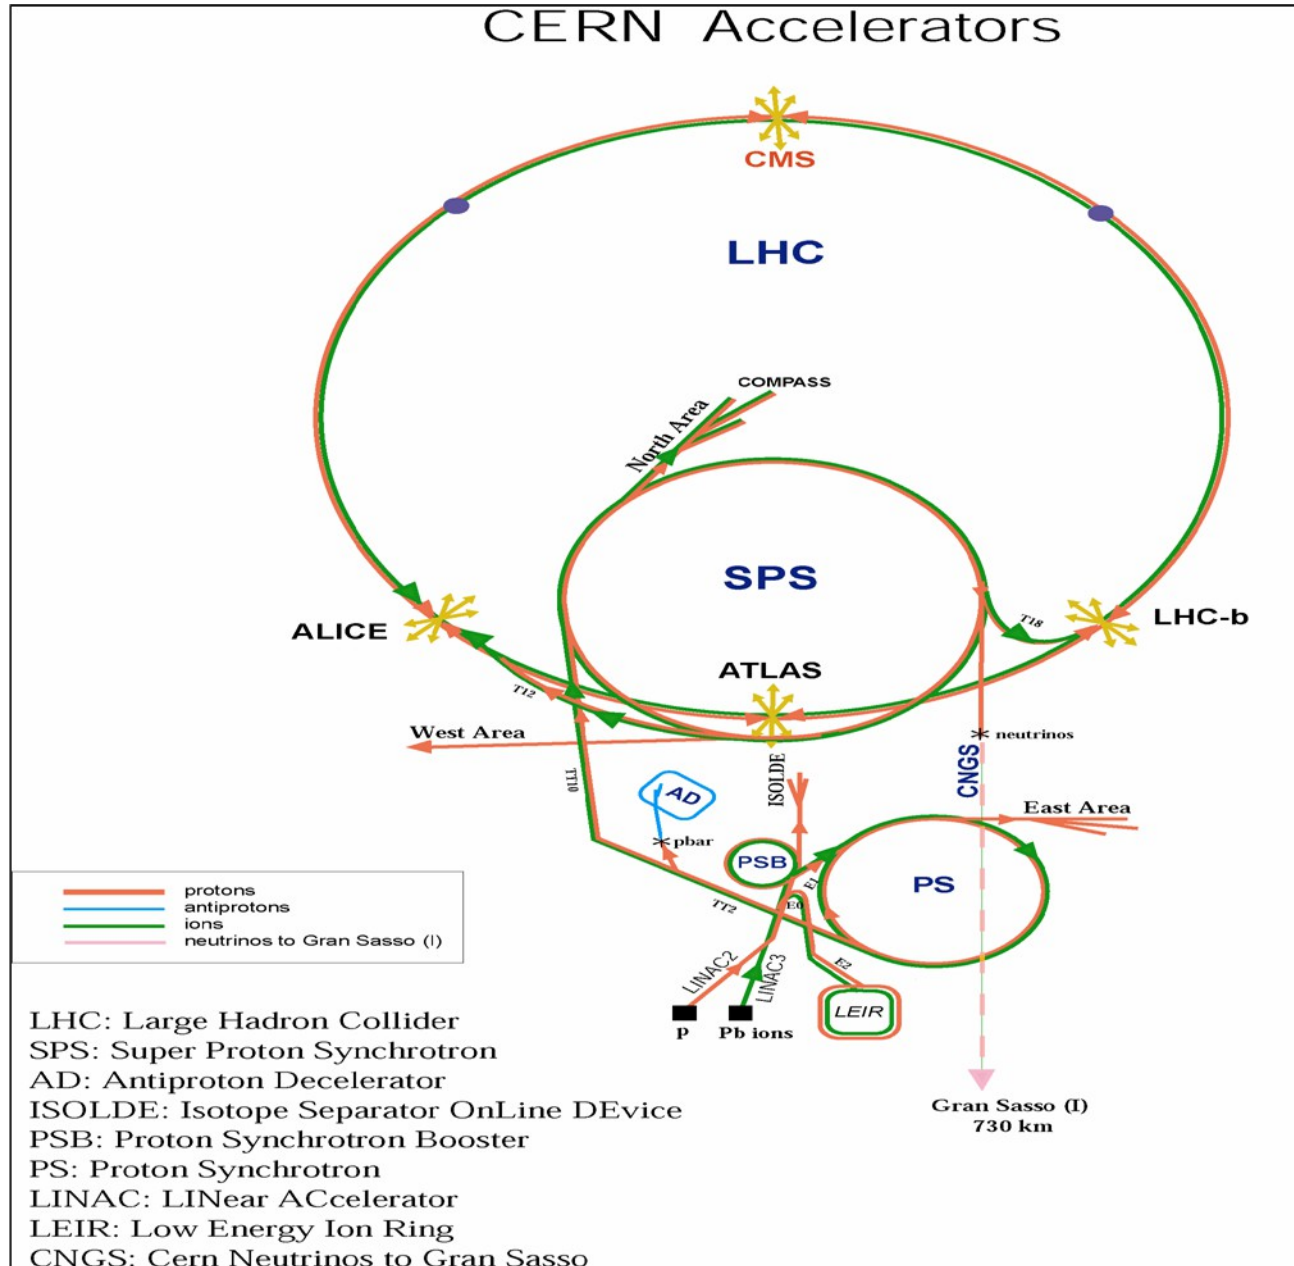 CERN Accelerators
CMS
LHC
COMPASS
North Area
SPS
ALICE
LHC-b
T18
ATLAS
T12
West Area
neutrinos
CNGS
ISOLDE
TT10
AD
pbar
East Area
PSB
PS
E1
E0
TT2
E2
LINAC2
LINAC3
LEIR
p
Pb ions
Gran Sasso (I)
730 km
protons
antiprotons
ions
neutrinos to Gran Sasso (I)
LHC: Large Hadron Collider
SPS: Super Proton Synchrotron
AD: Antiproton Decelerator
ISOLDE: Isotope Separator OnLine DEvice
PSB: Proton Synchrotron Booster
PS: Proton Synchrotron
LINAC: LINear ACcelerator
LEIR: Low Energy Ion Ring
CNGS: Cern Neutrinos to Gran Sasso